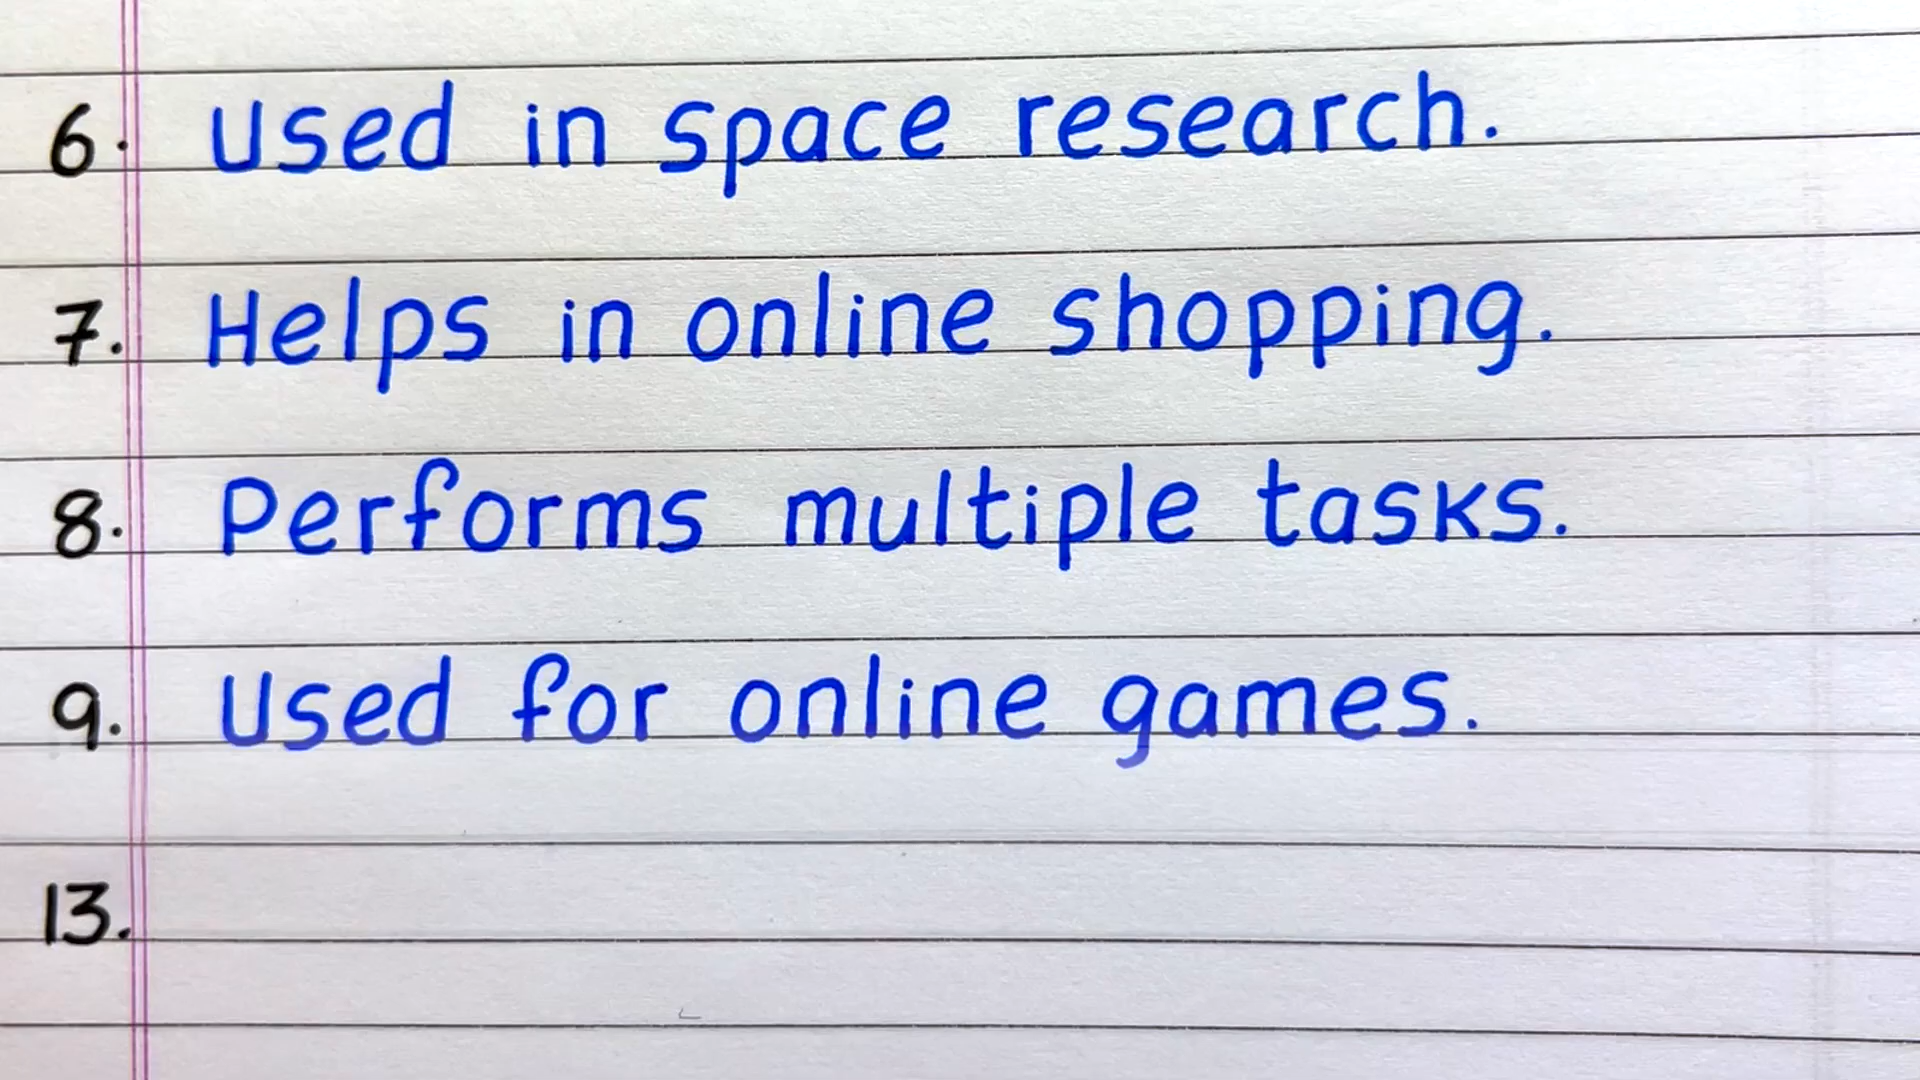 6. Used in space research.
7. Helps in online shopping.
8. Performs multiple tasks.
9. Used for online games.
13.